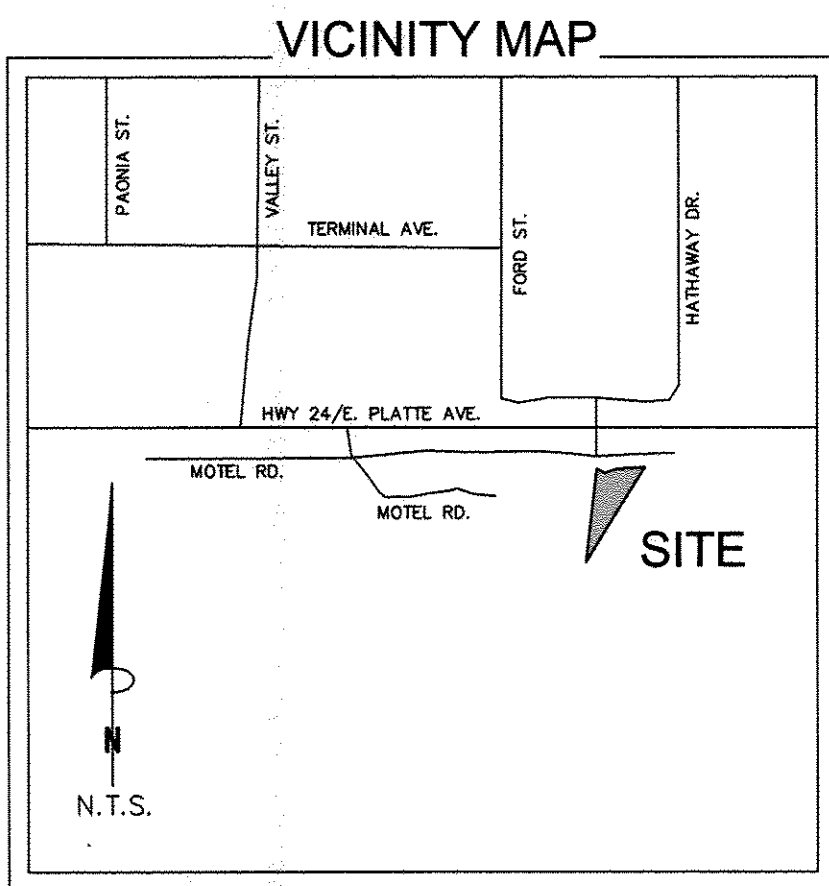 VICINITY MAP
PAONIA ST.
VALLEY ST.
TERMINAL AVE.
FORD ST.
HATHAWAY DR.
HWY 24/E. PLATTE AVE.
MOTEL RD.
MOTEL RD.
SITE
N
N.T.S.